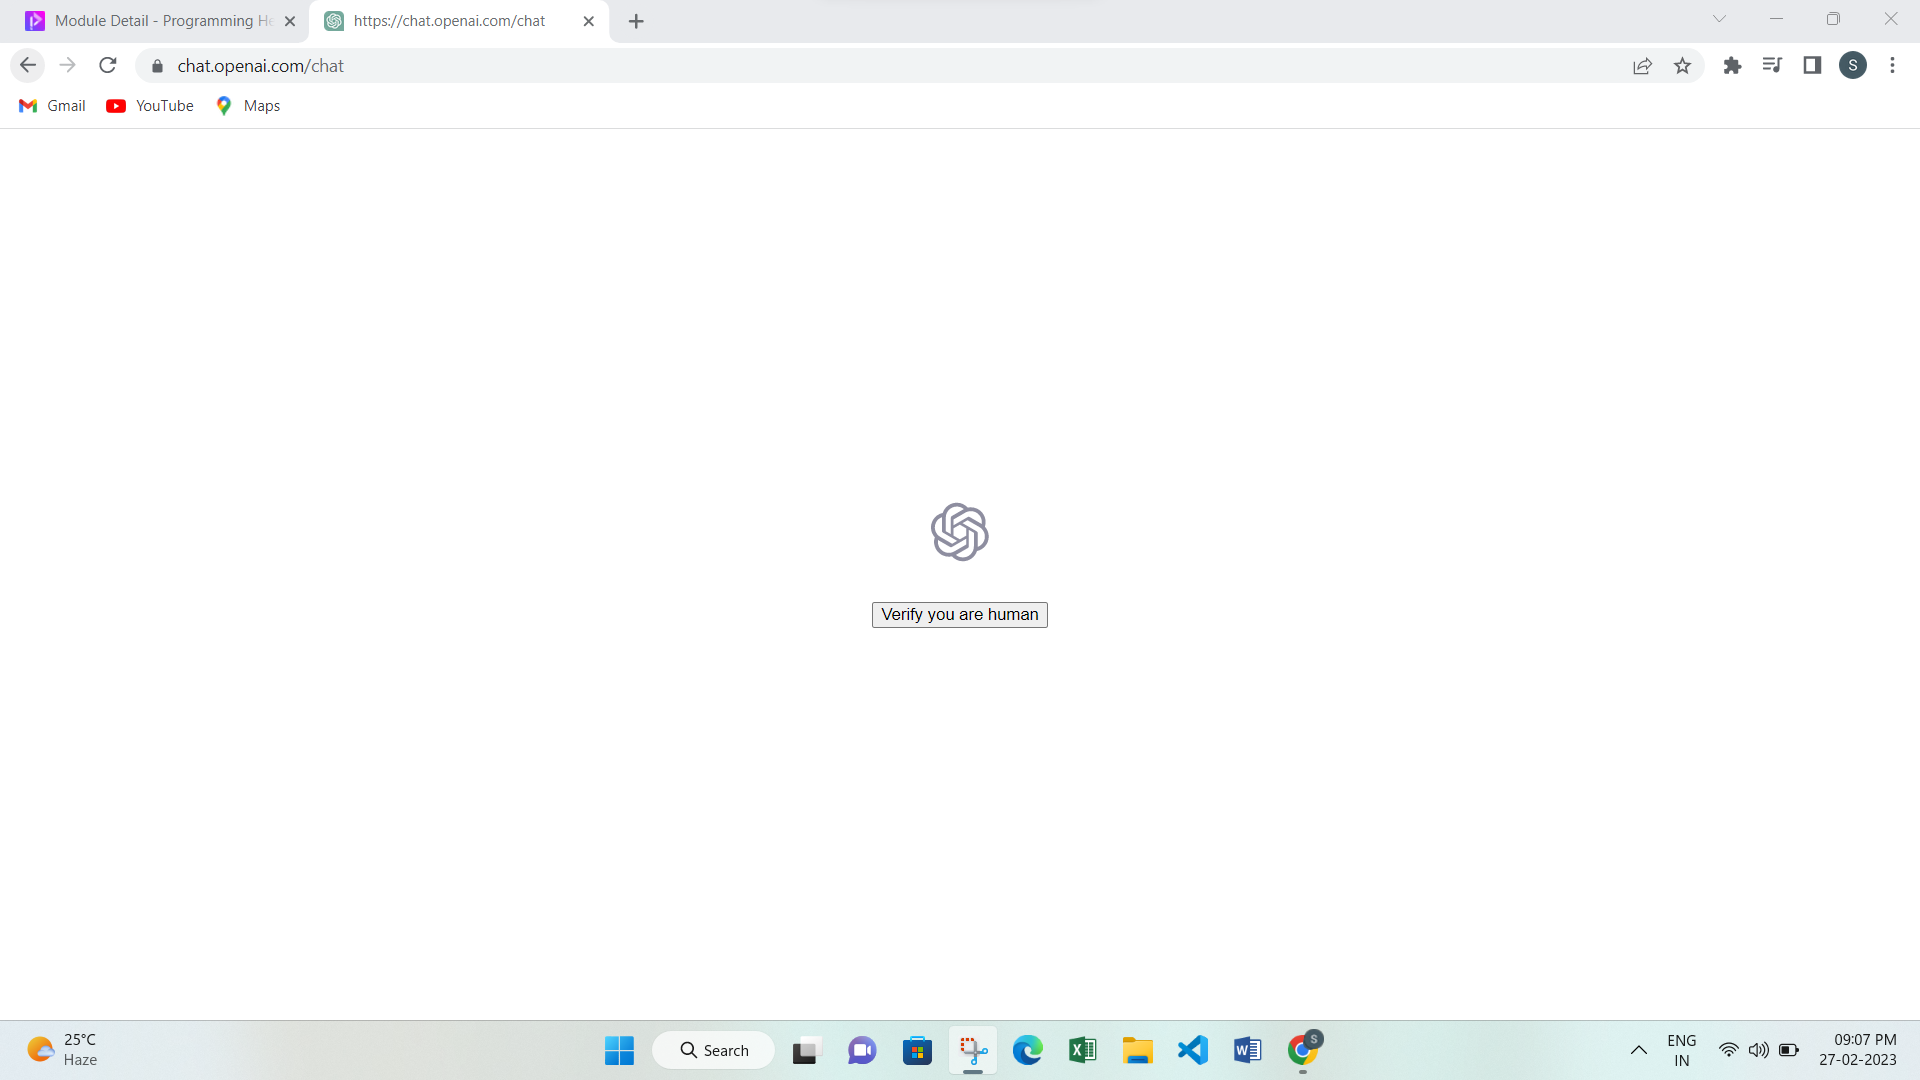 Module Detail - Programming He
https://chat.openai.com/chat
chat.openai.com/chat
S
Gmail
YouTube
Maps
Verify you are human
25°C
Haze
Search
S
ENG
IN
09:07 PM
27-02-2023